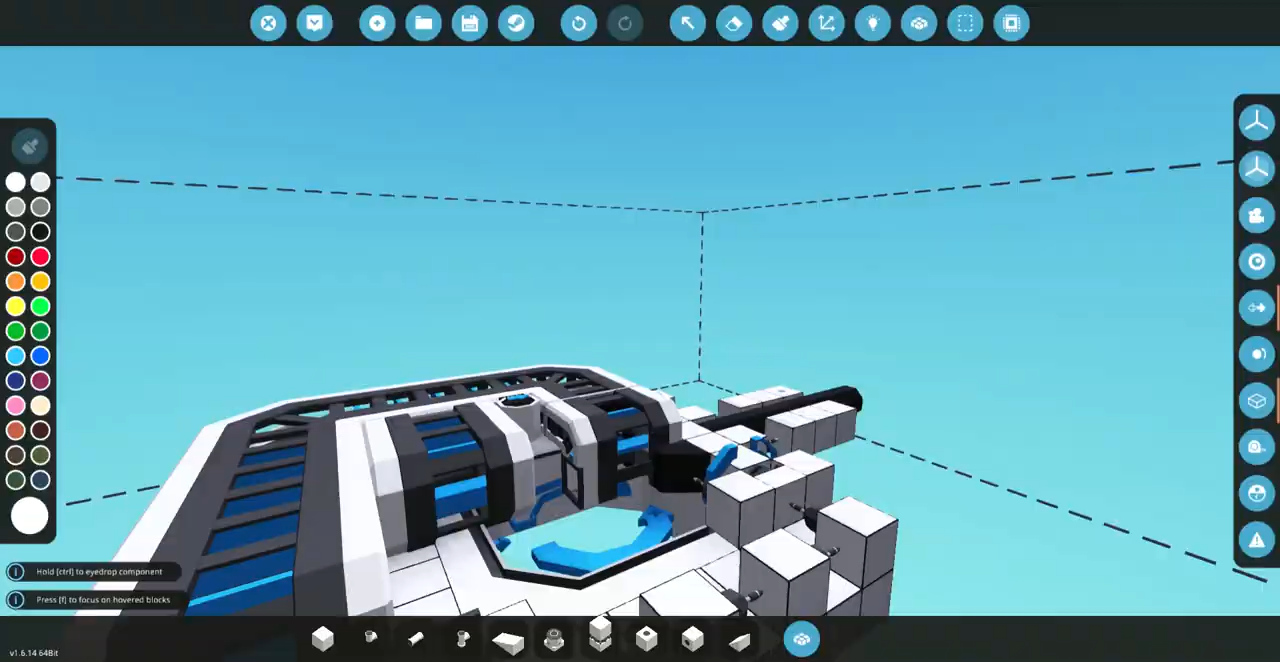 Hold [ctrl] to eyedrop component
Press [f] to focus on hovered blocks
v1.6.14 64Bit